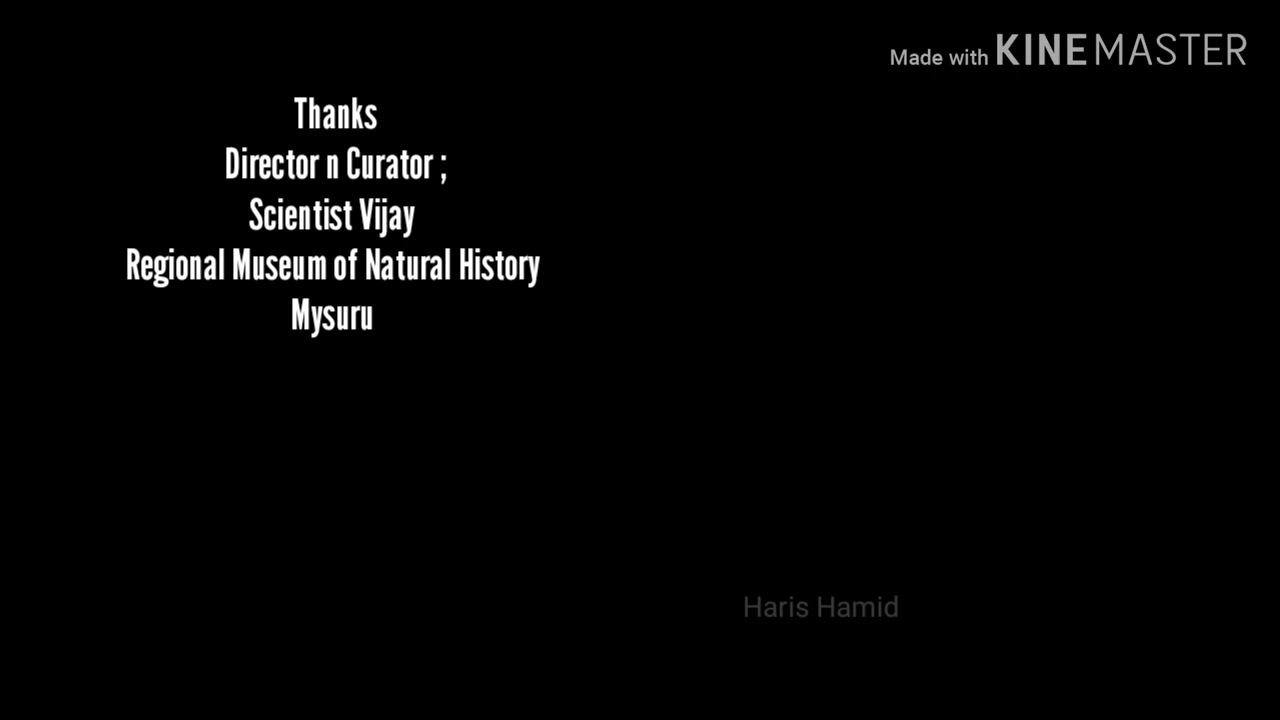 Made with KINEMASTER
Thanks
Director n Curator ;
Scientist Vijay
Regional Museum of Natural History
Mysuru
Haris Hamid